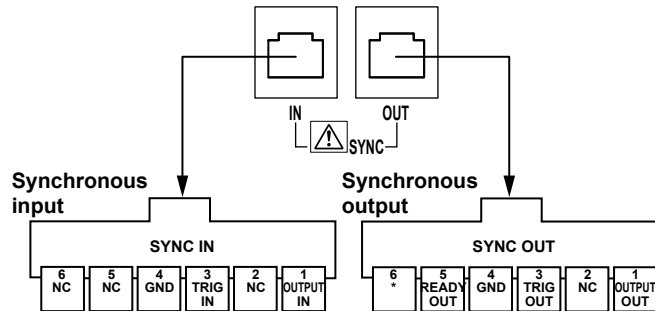 IN OUT
SYNC
Synchronous input
Synchronous output
SYNC IN
6 NC
5 NC
4 GND
3 TRIG IN
2 NC
1 OUTPUT IN
SYNC OUT
6 *
5 READY OUT
4 GND
3 TRIG OUT
2 NC
1 OUTPUT OUT